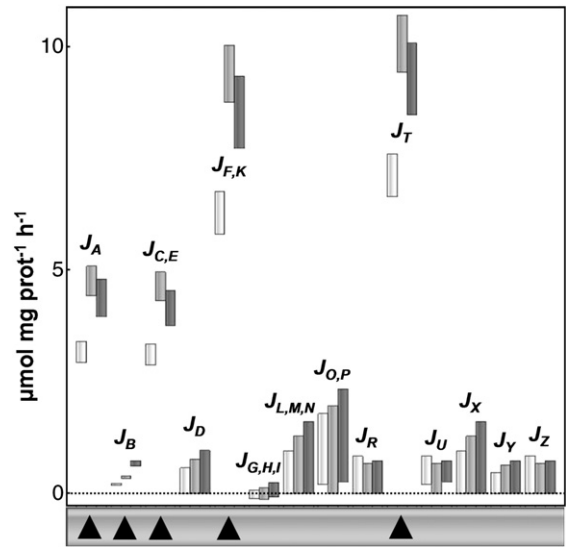 10
J_T
J_F,K
J_A
J_C,E
5
µmol mg prot⁻¹ h⁻¹
J_O,P
J_L,M,N
J_X
J_B
J_D
J_R
J_U
J_Y
J_Z
J_G,H,I
0